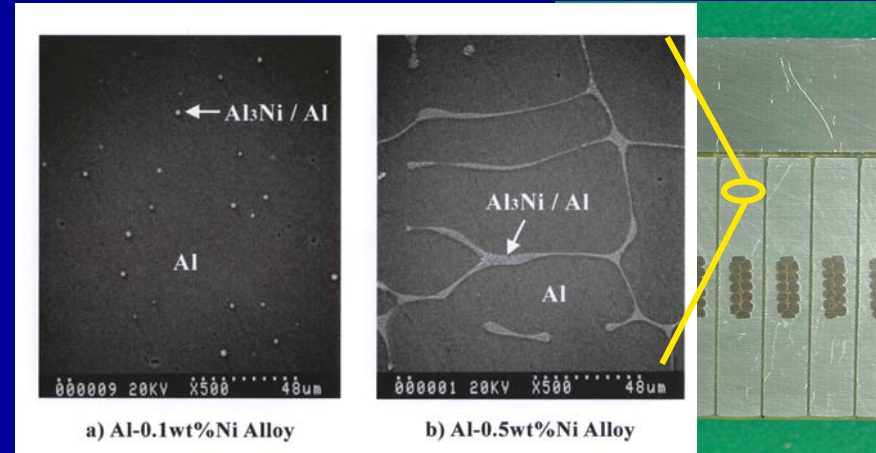 Al₃Ni / Al
Al
000009 20KV X500 48um
a) Al-0.1wt%Ni Alloy
Al₃Ni / Al
Al
000001 20KV X500 48um
b) Al-0.5wt%Ni Alloy